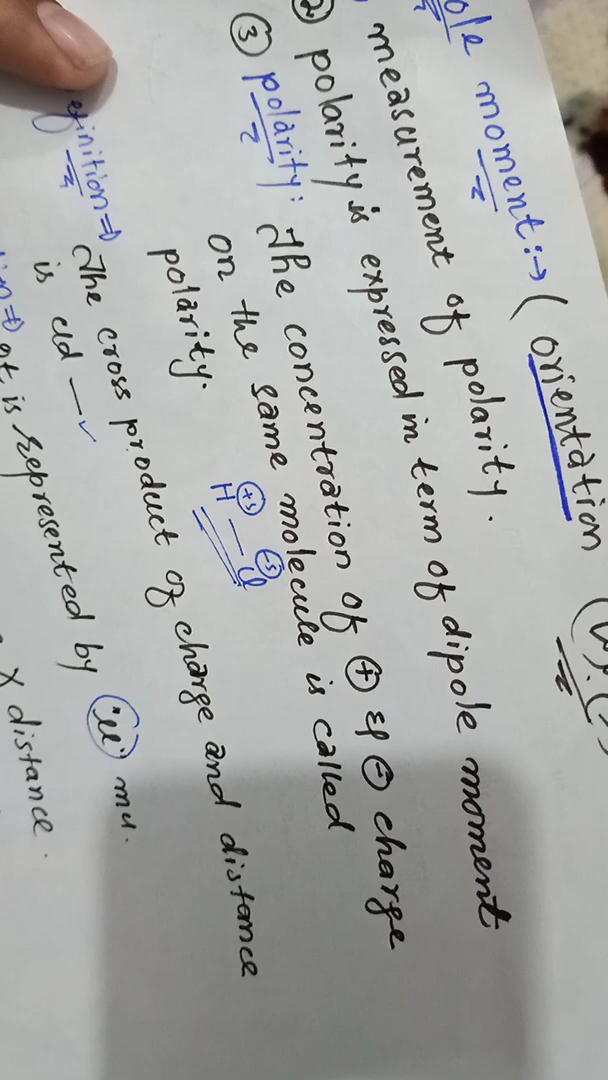 ole moment:→ (orientation
measurement of polarity.
② polarity is expressed in term of dipole moment
③ polarity: The concentration of ⊕ & ⊖ charge
on the same molecule is called
polarity.
H — Cl
efinition ⇒ The cross product of charge and distance
is cld —
it is represented by "μ" mu.
X distance.